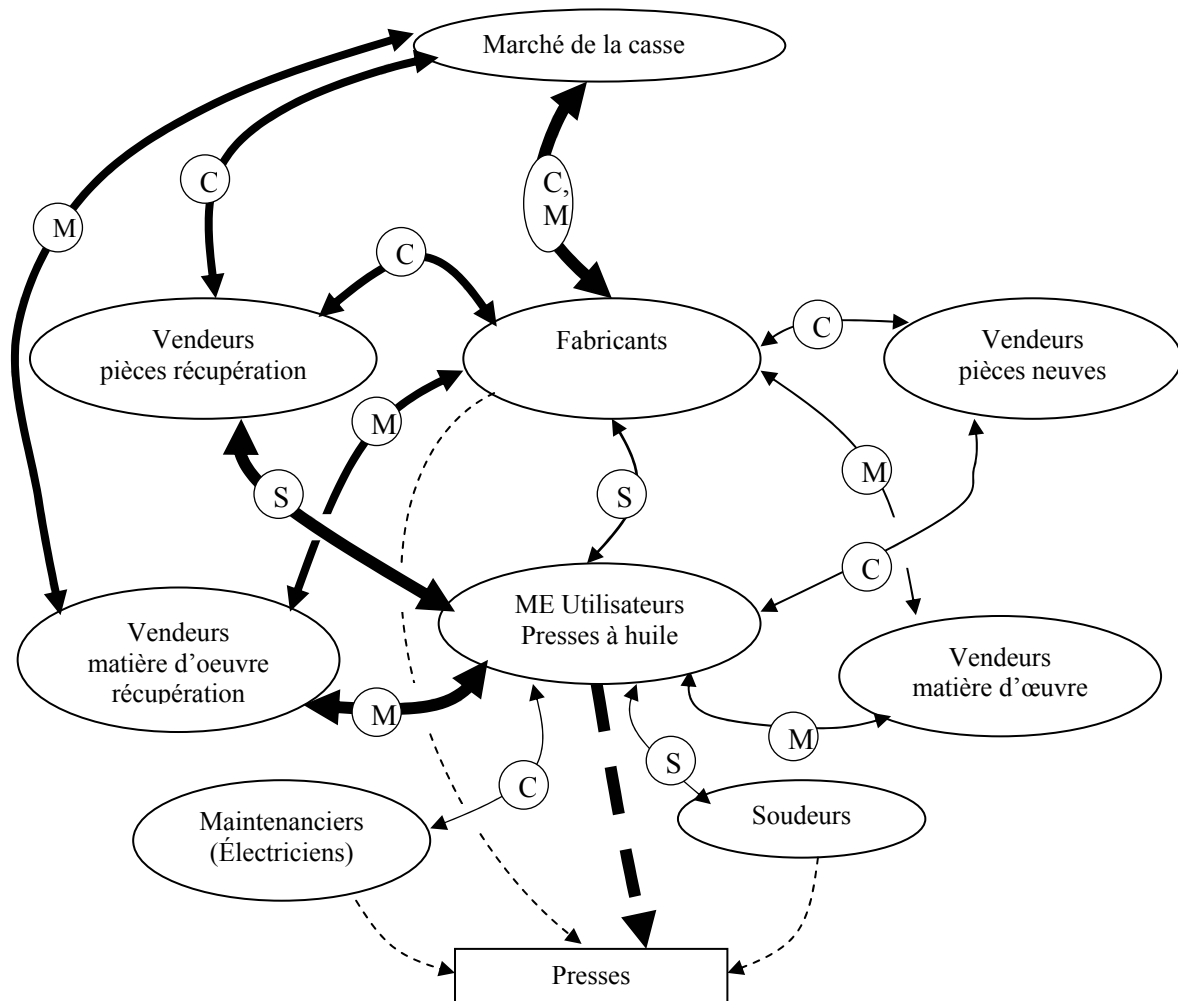 Marché de la casse
C
C,
M
M
C
C
Vendeurs
pièces récupération
Fabricants
Vendeurs
pièces neuves
M
M
S
S
C
ME Utilisateurs
Presses à huile
Vendeurs
matière d'oeuvre
récupération
Vendeurs
matière d'œuvre
M
M
S
C
Maintenanciers
(Électriciens)
Soudeurs
Presses